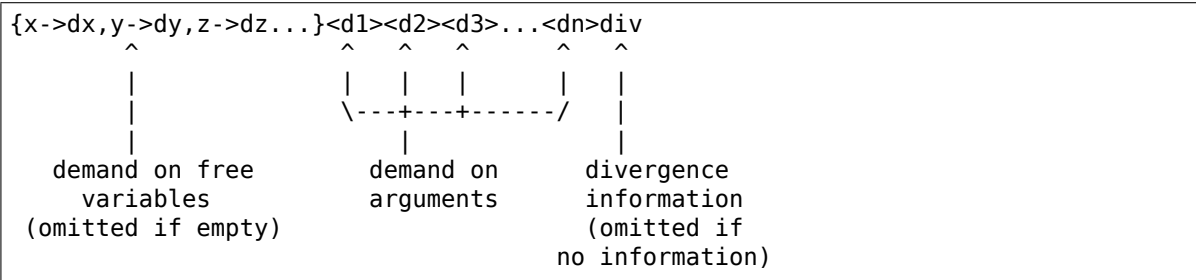 {x->dx,y->dy,z->dz...}<d1><d2><d3>...<dn>div
        ^              ^   ^   ^      ^   ^
        |              |   |   |      |   |
        |              \---+---+------/   |
        |                  |              |
   demand on free        demand on      divergence
     variables           arguments      information
 (omitted if empty)                     (omitted if
                                      no information)